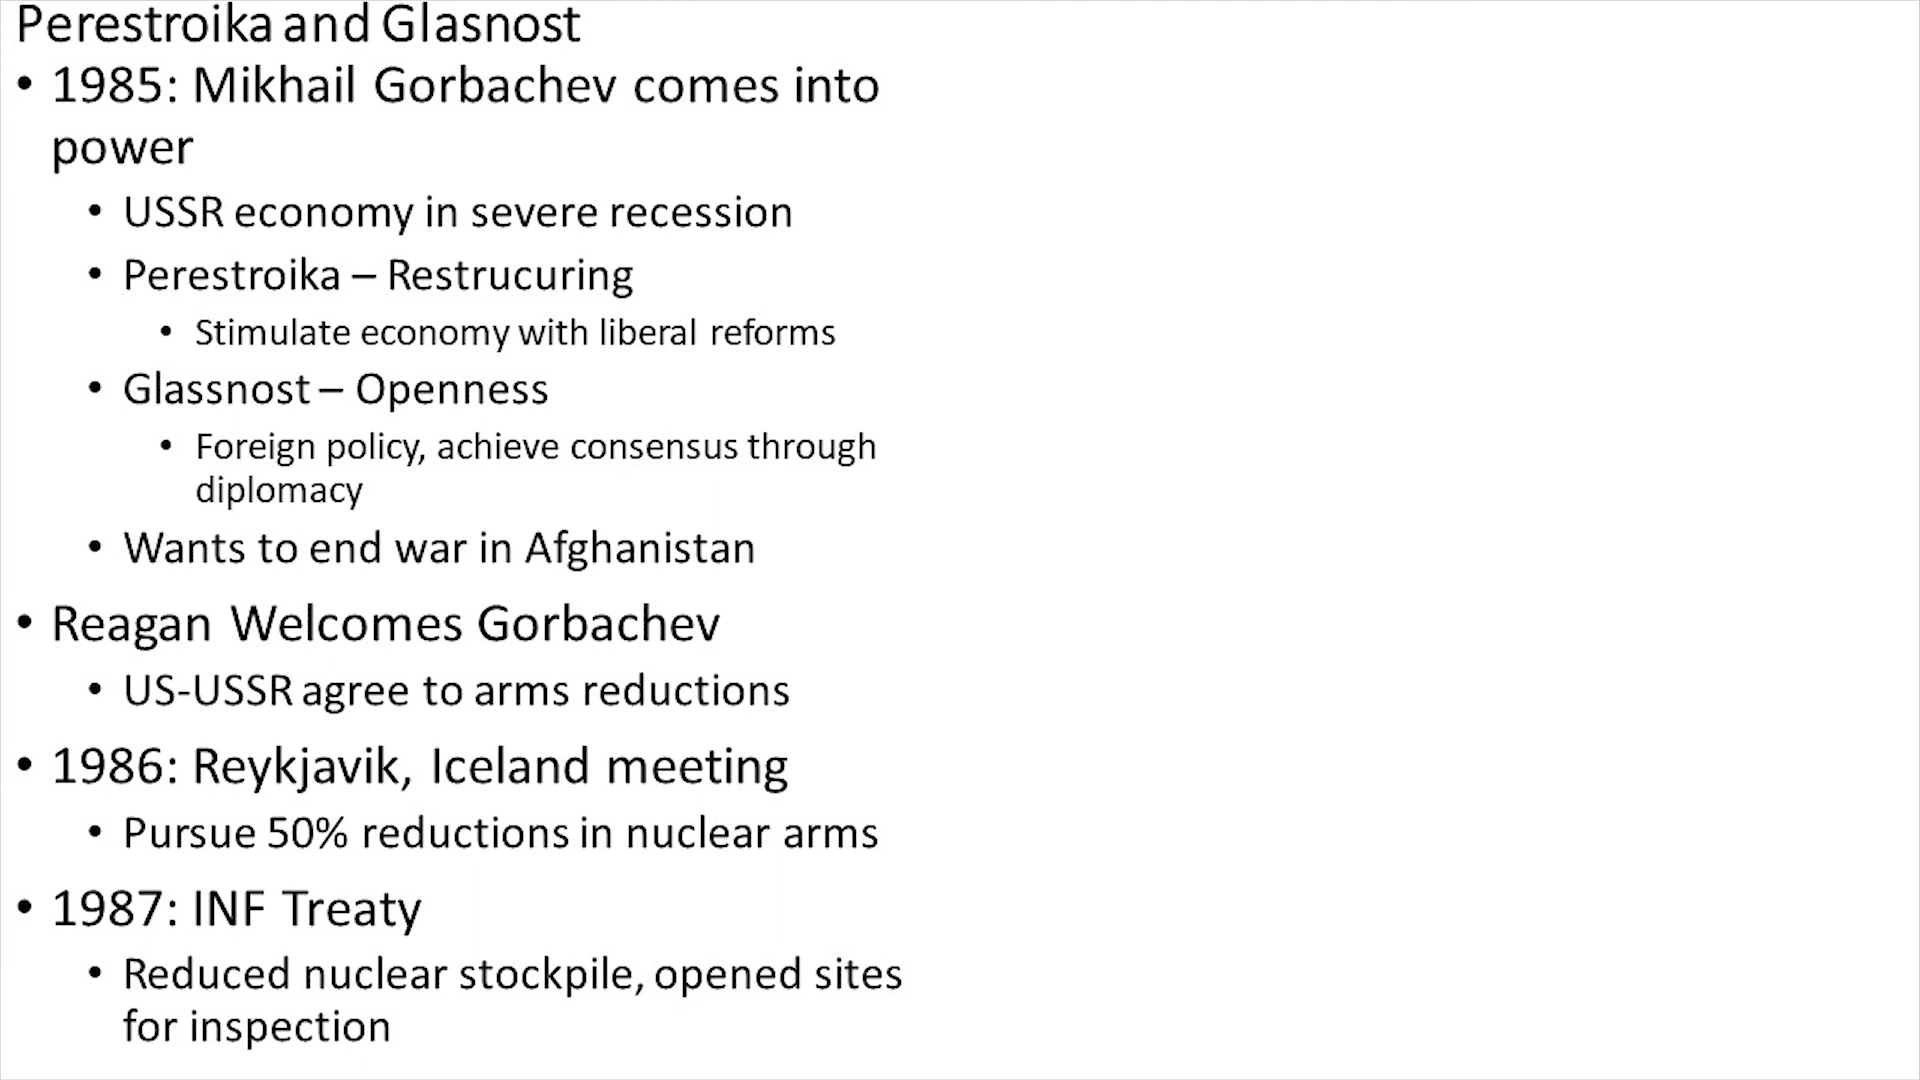 Perestroika and Glasnost
• 1985: Mikhail Gorbachev comes into
power
• USSR economy in severe recession
• Perestroika – Restrucuring
• Stimulate economy with liberal reforms
• Glassnost – Openness
• Foreign policy, achieve consensus through
diplomacy
• Wants to end war in Afghanistan
• Reagan Welcomes Gorbachev
• US-USSR agree to arms reductions
• 1986: Reykjavik, Iceland meeting
• Pursue 50% reductions in nuclear arms
• 1987: INF Treaty
• Reduced nuclear stockpile, opened sites
for inspection